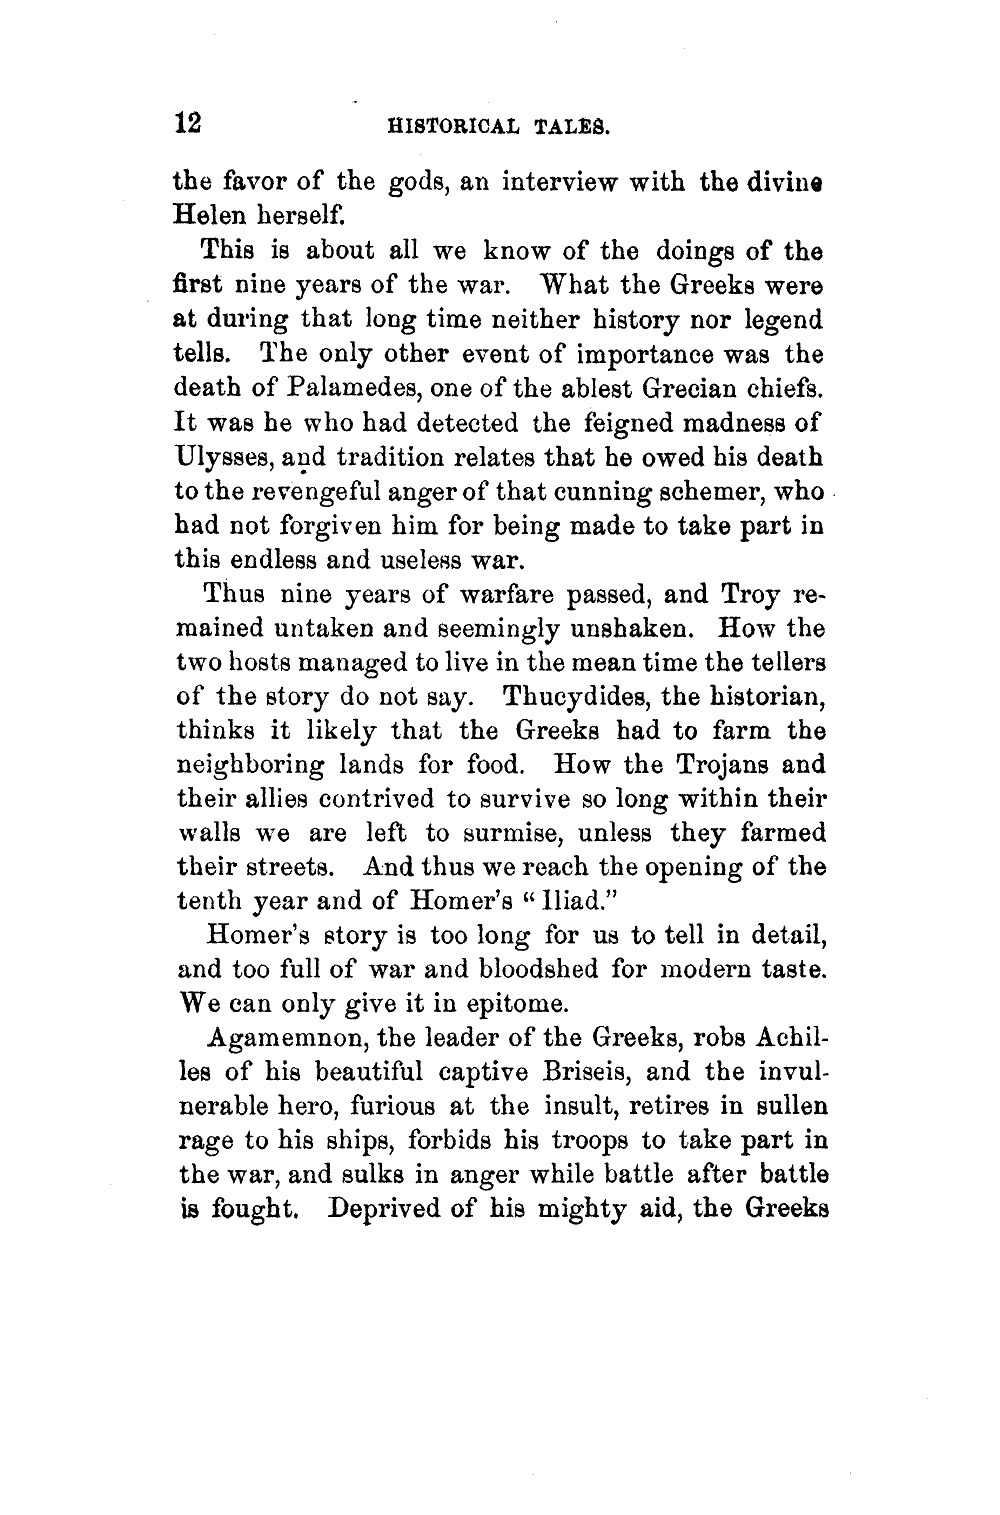 12 HISTORICAL TALES.
the favor of the gods, an interview with the divine
Helen herself.
This is about all we know of the doings of the
first nine years of the war. What the Greeks were
at during that long time neither history nor legend
tells. The only other event of importance was the
death of Palamedes, one of the ablest Grecian chiefs.
It was he who had detected the feigned madness of
Ulysses, and tradition relates that he owed his death
to the revengeful anger of that cunning schemer, who
had not forgiven him for being made to take part in
this endless and useless war.
Thus nine years of warfare passed, and Troy re-
mained untaken and seemingly unshaken. How the
two hosts managed to live in the mean time the tellers
of the story do not say. Thucydides, the historian,
thinks it likely that the Greeks had to farm the
neighboring lands for food. How the Trojans and
their allies contrived to survive so long within their
walls we are left to surmise, unless they farmed
their streets. And thus we reach the opening of the
tenth year and of Homer's “Iliad.”
Homer's story is too long for us to tell in detail,
and too full of war and bloodshed for modern taste.
We can only give it in epitome.
Agamemnon, the leader of the Greeks, robs Achil-
les of his beautiful captive Briseis, and the invul-
nerable hero, furious at the insult, retires in sullen
rage to his ships, forbids his troops to take part in
the war, and sulks in anger while battle after battle
is fought. Deprived of his mighty aid, the Greeks